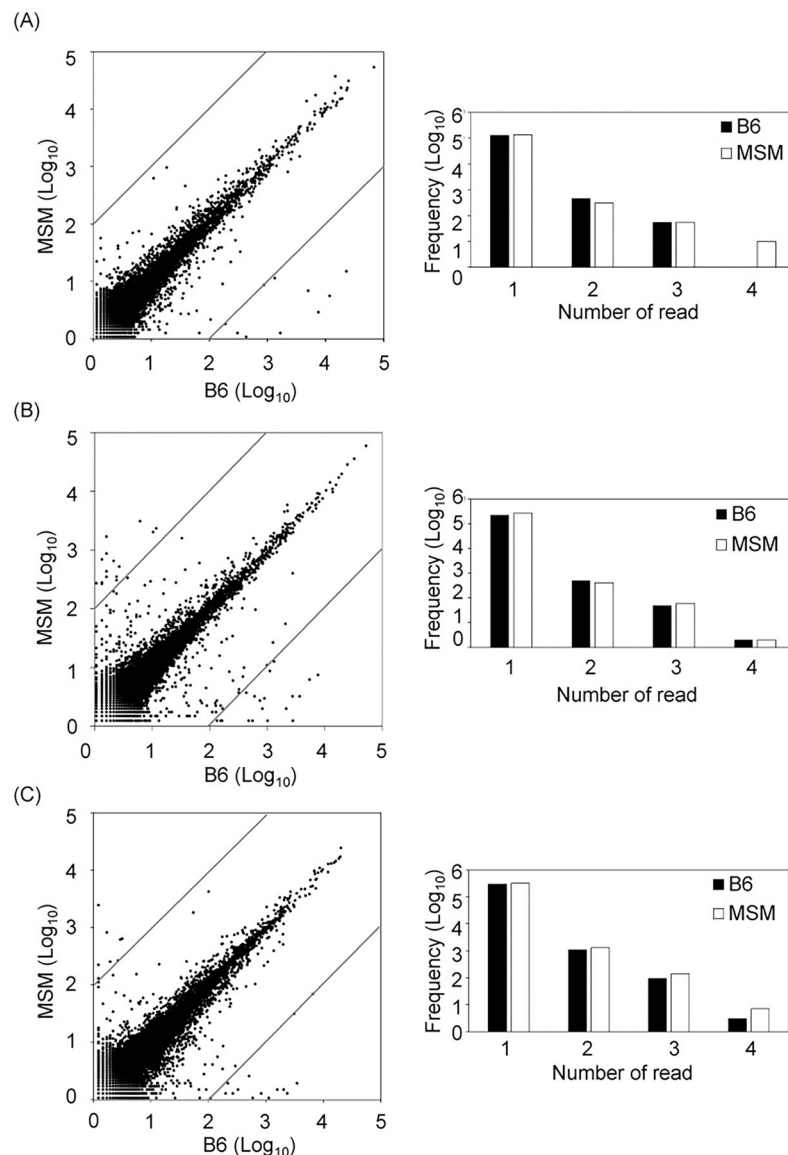 (A)
5
4
3
2
1
0
MSM (Log10)
0 1 2 3 4 5
B6 (Log10)
6
5
4
3
2
1
0
Frequency (Log10)
B6
MSM
1 2 3 4
Number of read
(B)
5
4
3
2
1
0
MSM (Log10)
0 1 2 3 4 5
B6 (Log10)
6
5
4
3
2
1
0
Frequency (Log10)
B6
MSM
1 2 3 4
Number of read
(C)
5
4
3
2
1
0
MSM (Log10)
0 1 2 3 4 5
B6 (Log10)
6
5
4
3
2
1
0
Frequency (Log10)
B6
MSM
1 2 3 4
Number of read